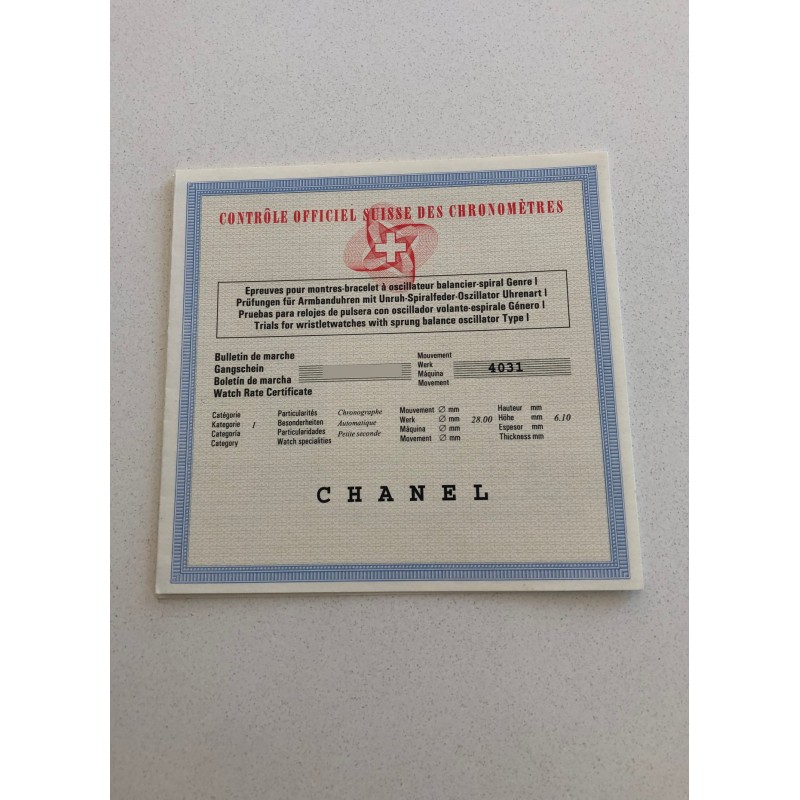 CONTRÔLE OFFICIEL SUISSE DES CHRONOMÈTRES
Epreuves pour montres-bracelet à oscillateur balancier-spiral Genre I
Prüfungen für Armbanduhren mit Unruh-Spiralfeder-Oszillator Uhrenart I
Pruebas para relojes de pulsera con oscillador volante-espirale Género I
Trials for wristletwatches with sprung balance oscillator Type I
Bulletin de marche
Gangschein
Boletín de marcha
Watch Rate Certificate
Mouvement
Werk
Máquina
Movement
4031
Catégorie
Kategorie 1
Categoria
Category
Particularités Chronographe
Besonderheiten Automatique
Particularidades Petite seconde
Watch specialities
Mouvement Ø mm
Werk Ø mm 28.00
Máquina Ø mm
Movement Ø mm
Hauteur mm
Höhe mm 6.10
Espesor mm
Thickness mm
CHANEL